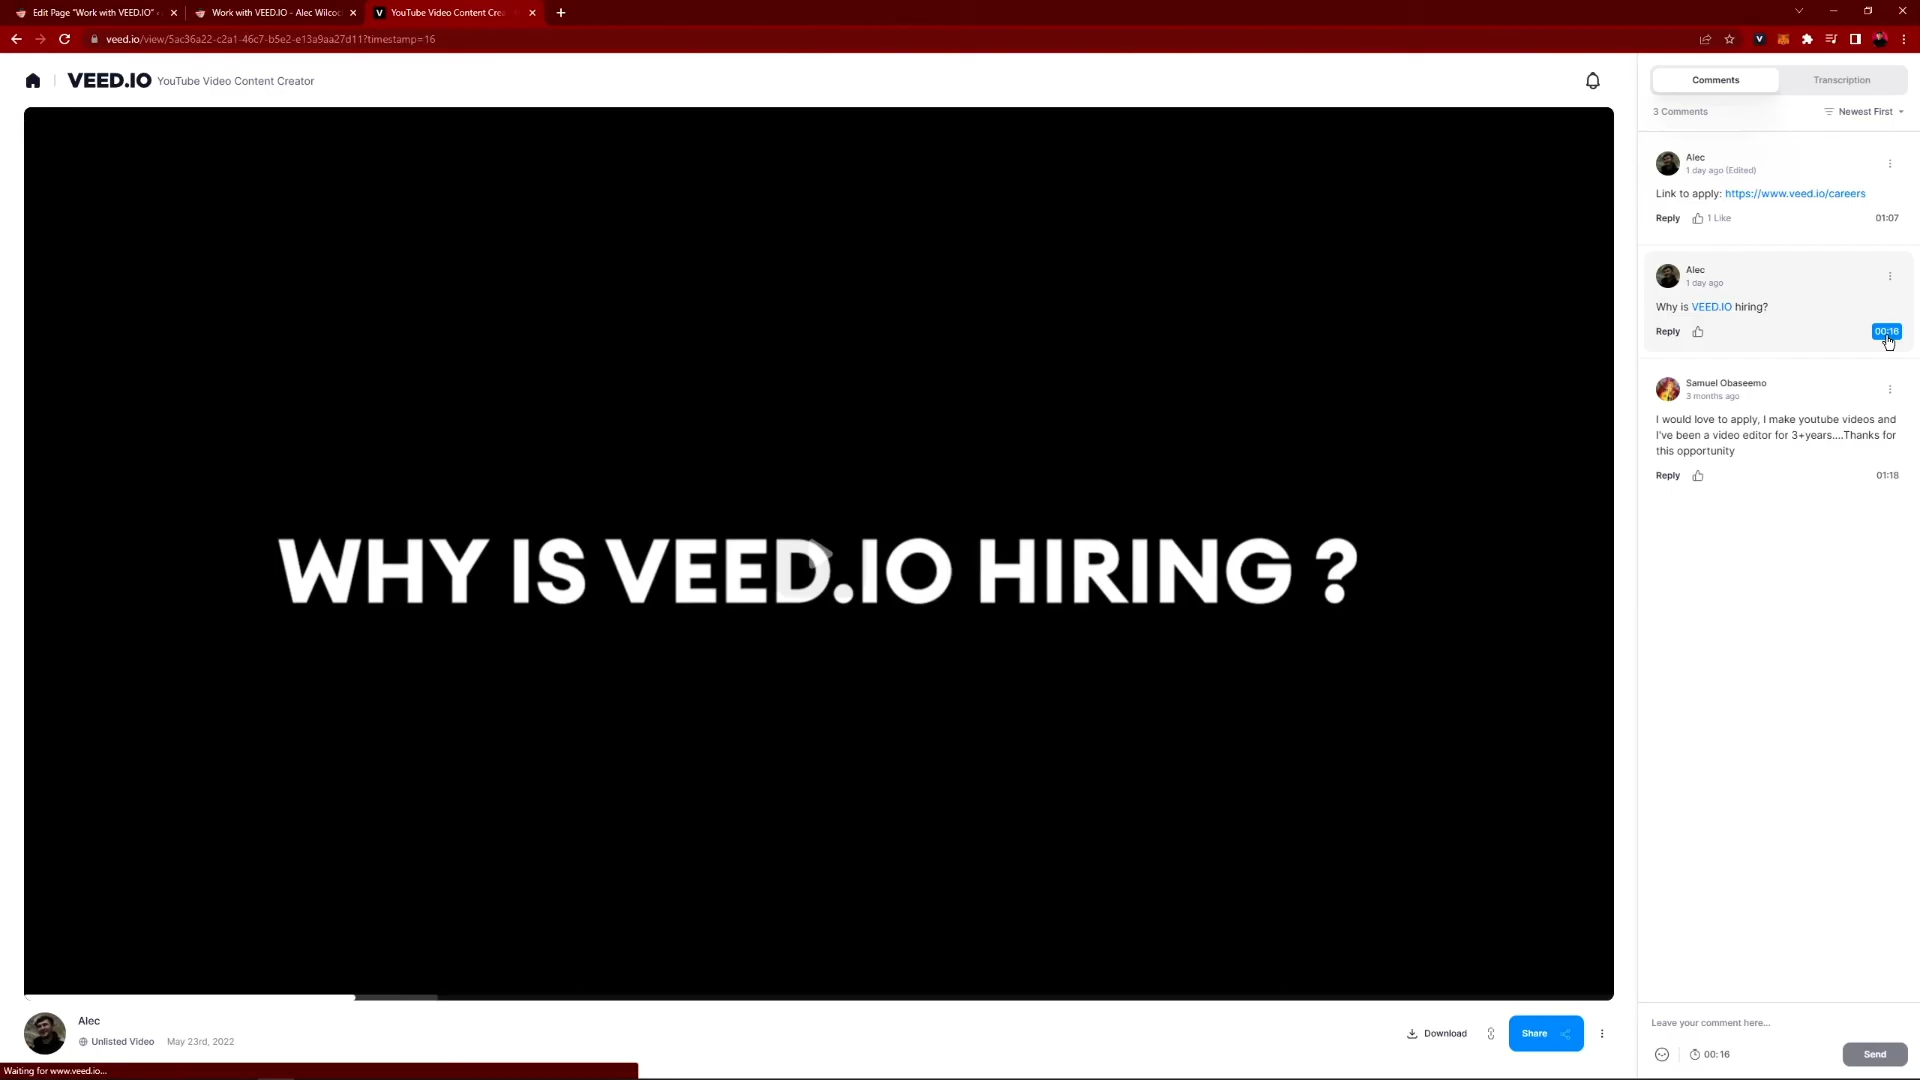 Edit Page "Work with VEED.IO" ‹
Work with VEED.IO - Alec Wilcoc
YouTube Video Content Crea
veed.io/view/5ac36a22-c2a1-46c7-b5e2-e13a9aa27d11?timestamp=16
VEED.IO YouTube Video Content Creator
Comments
Transcription
3 Comments
Newest First
Alec
1 day ago (Edited)
Link to apply: https://www.veed.io/careers
Reply 1 Like 01:07
Alec
1 day ago
Why is VEED.IO hiring?
Reply 00:16
Samuel Obaseemo
3 months ago
I would love to apply, I make youtube videos and
I've been a video editor for 3+years....Thanks for
this opportunity
Reply 01:18
WHY IS VEED.IO HIRING ?
Alec
Unlisted Video May 23rd, 2022
Download
Share
Leave your comment here...
00:16
Send
Waiting for www.veed.io...